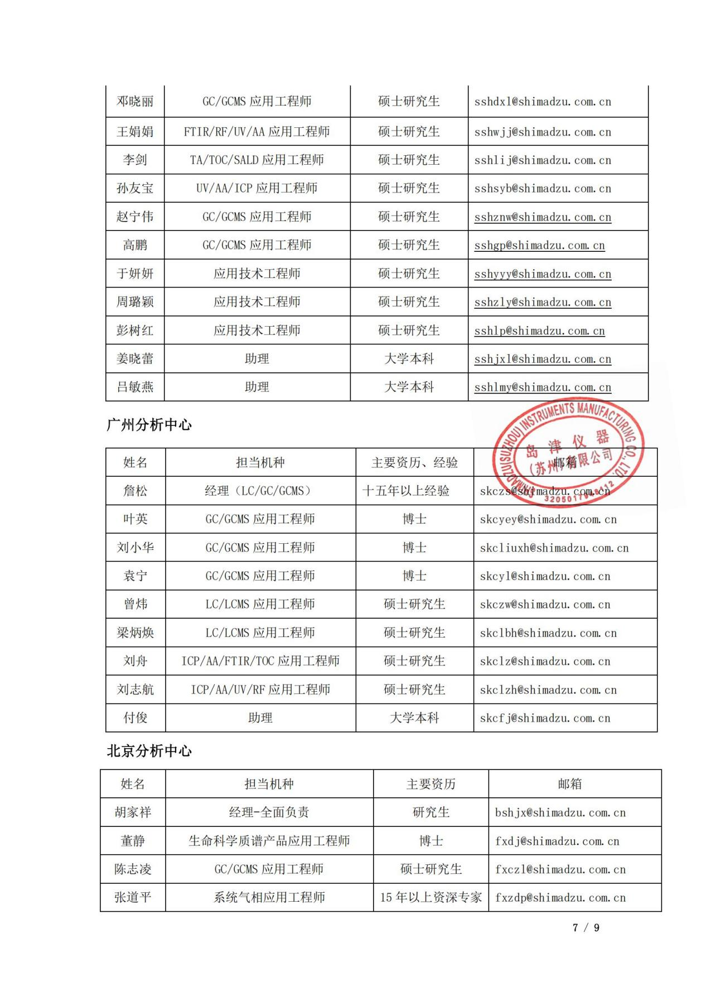 邓晓丽 GC/GCMS 应用工程师 硕士研究生 sshdxl@shimadzu.com.cn
王娟娟 FTIR/RF/UV/AA 应用工程师 硕士研究生 sshwjj@shimadzu.com.cn
李剑 TA/TOC/SALD 应用工程师 硕士研究生 sshlij@shimadzu.com.cn
孙友宝 UV/AA/ICP 应用工程师 硕士研究生 sshsyb@shimadzu.com.cn
赵宁伟 GC/GCMS 应用工程师 硕士研究生 sshznw@shimadzu.com.cn
高鹏 GC/GCMS 应用工程师 硕士研究生 sshgp@shimadzu.com.cn
于妍妍 应用技术工程师 硕士研究生 sshyyy@shimadzu.com.cn
周璐颖 应用技术工程师 硕士研究生 sshzly@shimadzu.com.cn
彭树红 应用技术工程师 硕士研究生 sshlp@shimadzu.com.cn
姜晓蕾 助理 大学本科 sshjxl@shimadzu.com.cn
吕敏燕 助理 大学本科 sshlmy@shimadzu.com.cn
广州分析中心
SHIMADZU(SUZHOU) INSTRUMENTS MANUFACTURING CO., LTD.
岛津仪器
(苏州)有限公司
姓名 担当机种 主要资历、经验 邮箱
詹松 经理（LC/GC/GCMS） 十五年以上经验 skczs@shimadzu.com.cn
叶英 GC/GCMS 应用工程师 博士 skcyey@shimadzu.com.cn
刘小华 GC/GCMS 应用工程师 博士 skcliuxh@shimadzu.com.cn
袁宁 GC/GCMS 应用工程师 博士 skcyl@shimadzu.com.cn
曾炜 LC/LCMS 应用工程师 硕士研究生 skczw@shimadzu.com.cn
梁炳焕 LC/LCMS 应用工程师 硕士研究生 skclbh@shimadzu.com.cn
刘舟 ICP/AA/FTIR/TOC 应用工程师 硕士研究生 skclz@shimadzu.com.cn
刘志航 ICP/AA/UV/RF 应用工程师 硕士研究生 skclzh@shimadzu.com.cn
付俊 助理 大学本科 skcfj@shimadzu.com.cn
北京分析中心
姓名 担当机种 主要资历 邮箱
胡家祥 经理-全面负责 研究生 bshjx@shimadzu.com.cn
董静 生命科学质谱产品应用工程师 博士 fxdj@shimadzu.com.cn
陈志凌 GC/GCMS 应用工程师 硕士研究生 fxczl@shimadzu.com.cn
张道平 系统气相应用工程师 15 年以上资深专家 fxzdp@shimadzu.com.cn
7 / 9